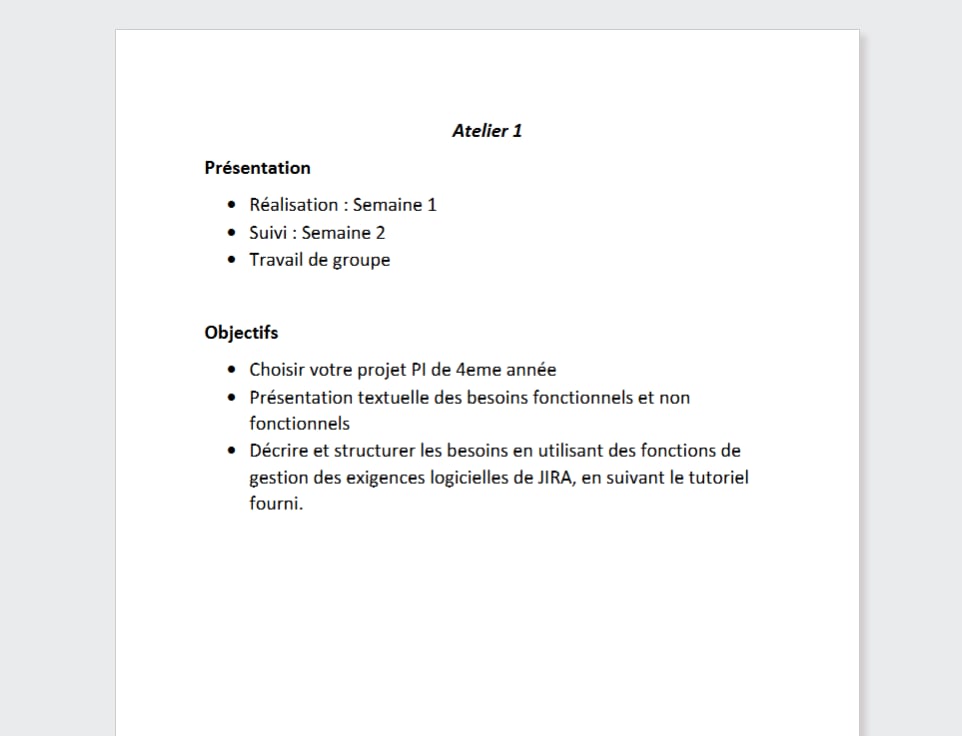 Atelier 1
Présentation
• Réalisation : Semaine 1
• Suivi : Semaine 2
• Travail de groupe
Objectifs
• Choisir votre projet PI de 4eme année
• Présentation textuelle des besoins fonctionnels et non
fonctionnels
• Décrire et structurer les besoins en utilisant des fonctions de
gestion des exigences logicielles de JIRA, en suivant le tutoriel
fourni.